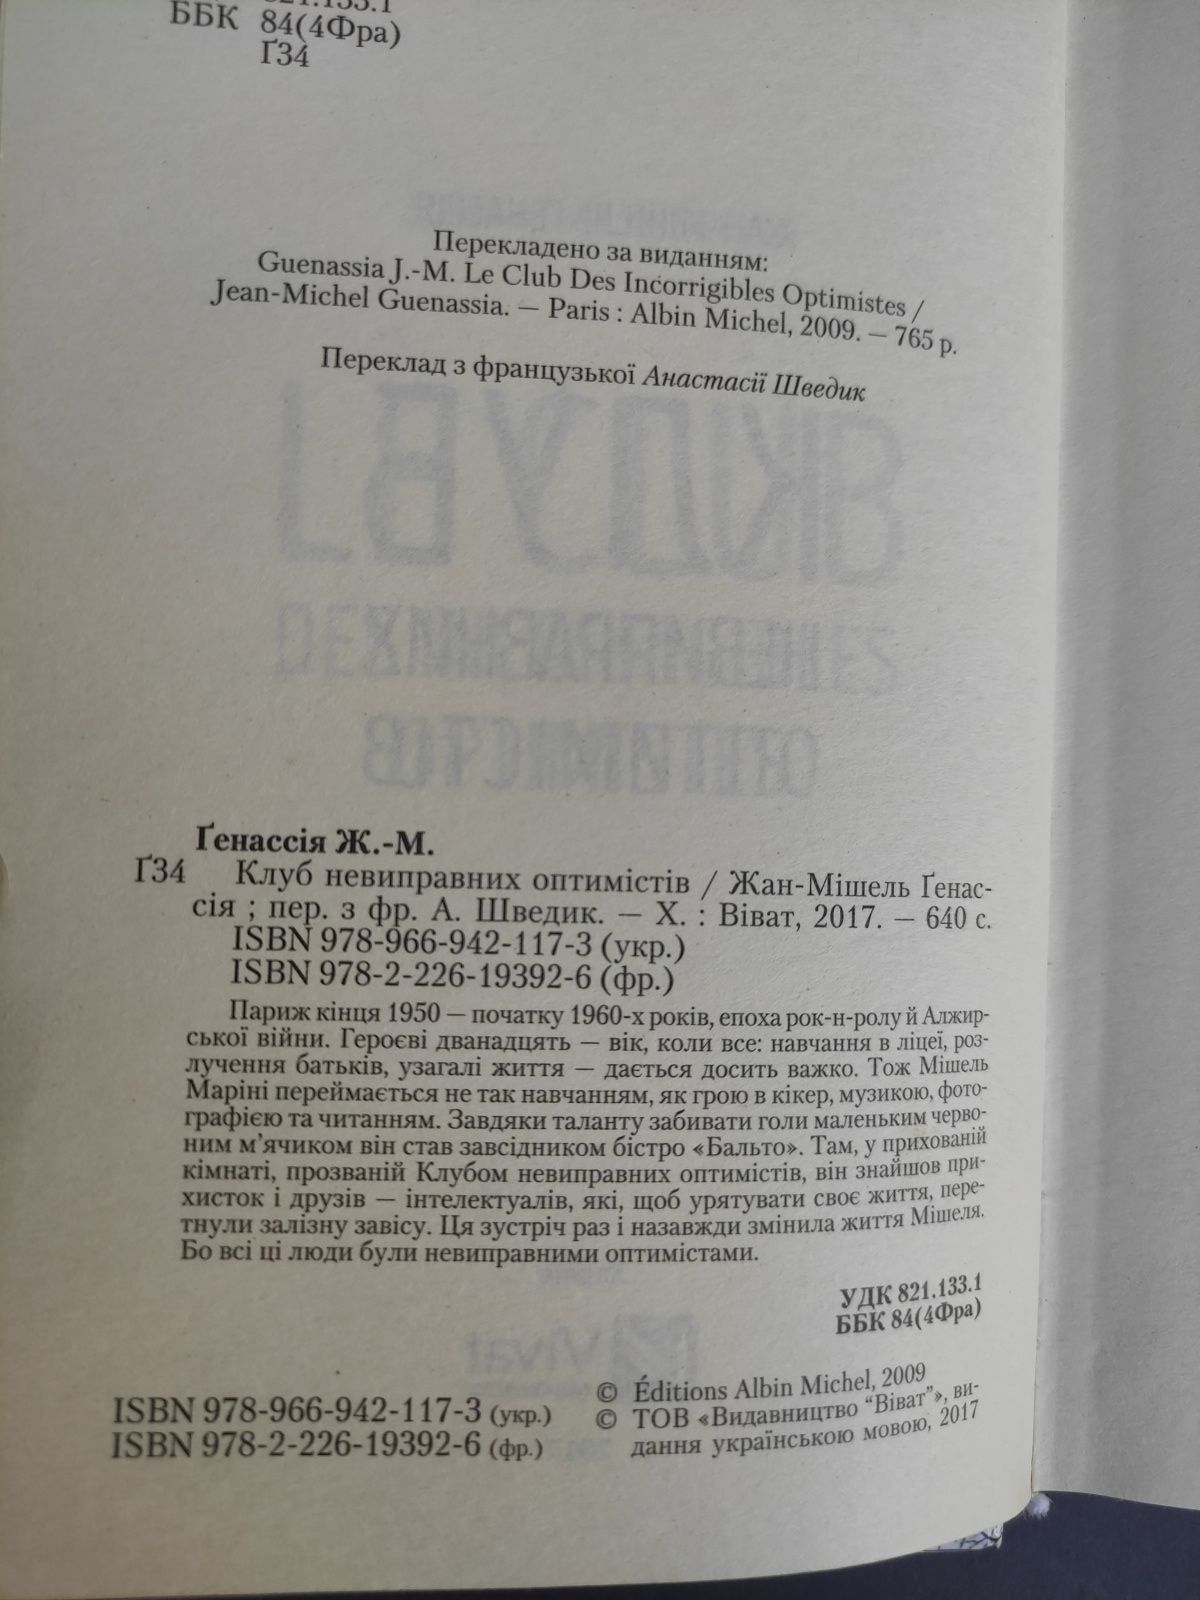 821.133.1
ББК 84(4Фра)
Ґ34
Перекладено за виданням:
Guenassia J.-M. Le Club Des Incorrigibles Optimistes /
Jean-Michel Guenassia. — Paris : Albin Michel, 2009. — 765 p.
Переклад з французької Анастасії Шведик
Ґенассія Ж.-М.
Ґ34 Клуб невиправних оптимістів / Жан-Мішель Ґенас-
сія ; пер. з фр. А. Шведик. — Х. : Віват, 2017. — 640 с.
ISBN 978-966-942-117-3 (укр.)
ISBN 978-2-226-19392-6 (фр.)
Париж кінця 1950 — початку 1960-х років, епоха рок-н-ролу й Алжир-
ської війни. Героєві дванадцять — вік, коли все: навчання в ліцеї, роз-
лучення батьків, узагалі життя — дається досить важко. Тож Мішель
Маріні переймається не так навчанням, як грою в кікер, музикою, фото-
графією та читанням. Завдяки таланту забивати голи маленьким черво-
ним м’ячиком він став завсідником бістро «Бальто». Там, у прихованій
кімнаті, прозваній Клубом невиправних оптимістів, він знайшов при-
хисток і друзів — інтелектуалів, які, щоб урятувати своє життя, пере-
тнули залізну завісу. Ця зустріч раз і назавжди змінила життя Мішеля.
Бо всі ці люди були невиправними оптимістами.
УДК 821.133.1
ББК 84(4Фра)
ISBN 978-966-942-117-3 (укр.)
ISBN 978-2-226-19392-6 (фр.)
© Éditions Albin Michel, 2009
© ТОВ «Видавництво “Віват”», ви-
дання українською мовою, 2017